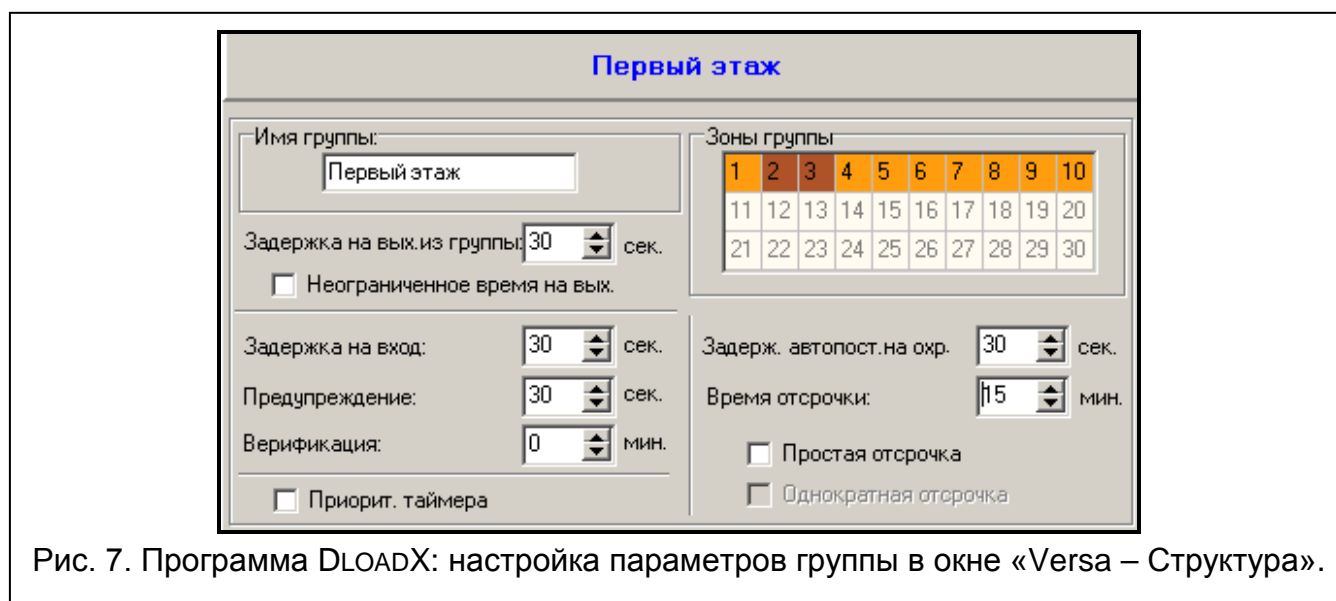 Первый этаж
Имя группы:
Первый этаж
Задержка на вых.из группы: 30 сек.
Неограниченное время на вых.
Задержка на вход: 30 сек.
Предупреждение: 30 сек.
Верификация: 0 мин.
Приорит. таймера
Зоны группы
1 2 3 4 5 6 7 8 9 10
11 12 13 14 15 16 17 18 19 20
21 22 23 24 25 26 27 28 29 30
Задерж. автопост.на охр. 30 сек.
Время отсрочки: 15 мин.
Простая отсрочка
Однократная отсрочка
Рис. 7. Программа DLOADX: настройка параметров группы в окне «Versa – Структура».